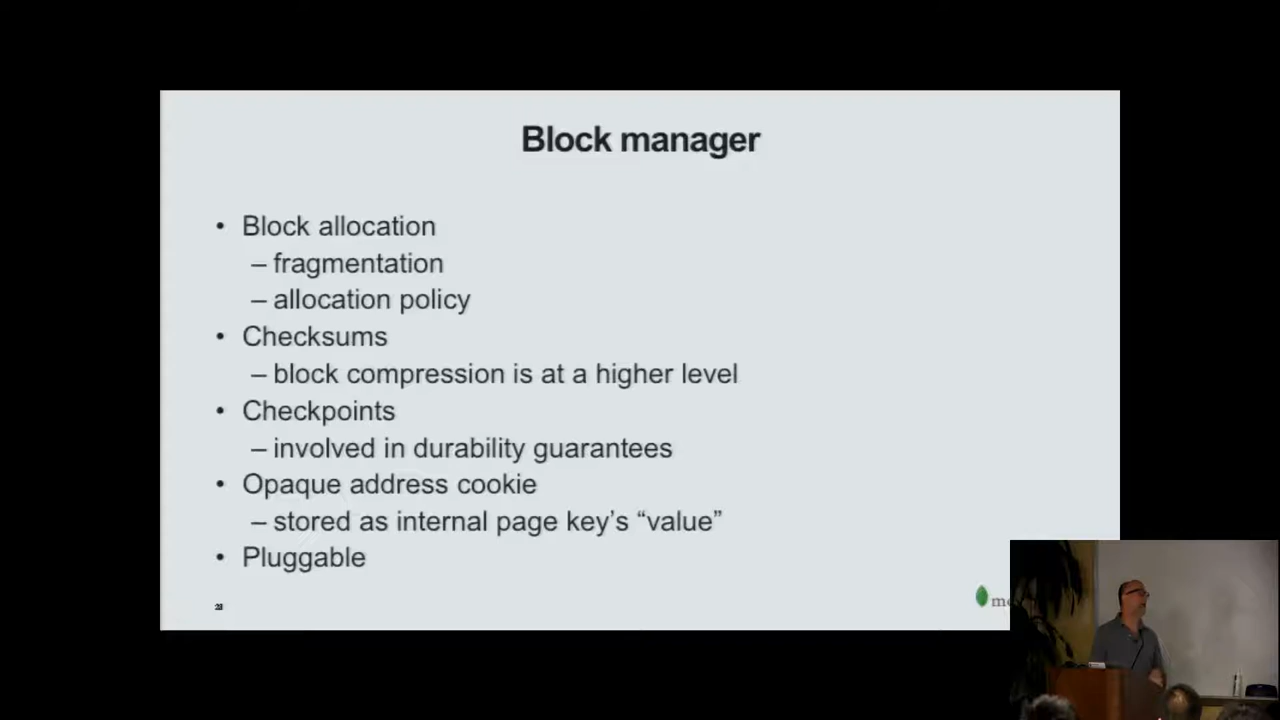 Block manager
• Block allocation
– fragmentation
– allocation policy
• Checksums
– block compression is at a higher level
• Checkpoints
– involved in durability guarantees
• Opaque address cookie
– stored as internal page key's “value”
• Pluggable